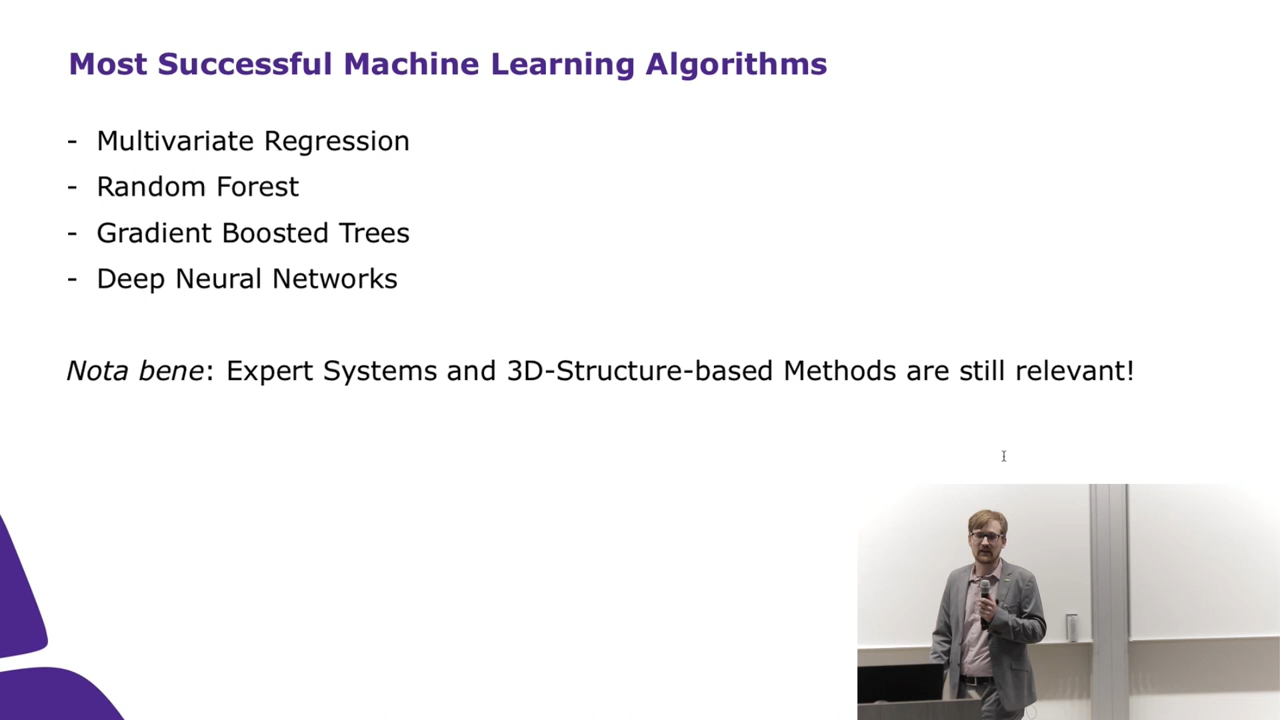 Most Successful Machine Learning Algorithms
- Multivariate Regression
- Random Forest
- Gradient Boosted Trees
- Deep Neural Networks
Nota bene: Expert Systems and 3D-Structure-based Methods are still relevant!